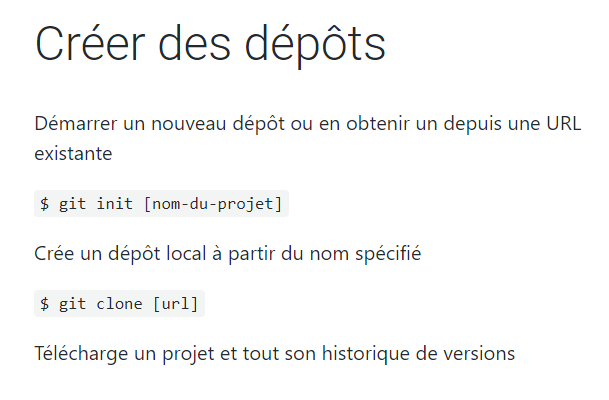 Créer des dépôts
Démarrer un nouveau dépôt ou en obtenir un depuis une URL
existante
$ git init [nom-du-projet]
Crée un dépôt local à partir du nom spécifié
$ git clone [url]
Télécharge un projet et tout son historique de versions